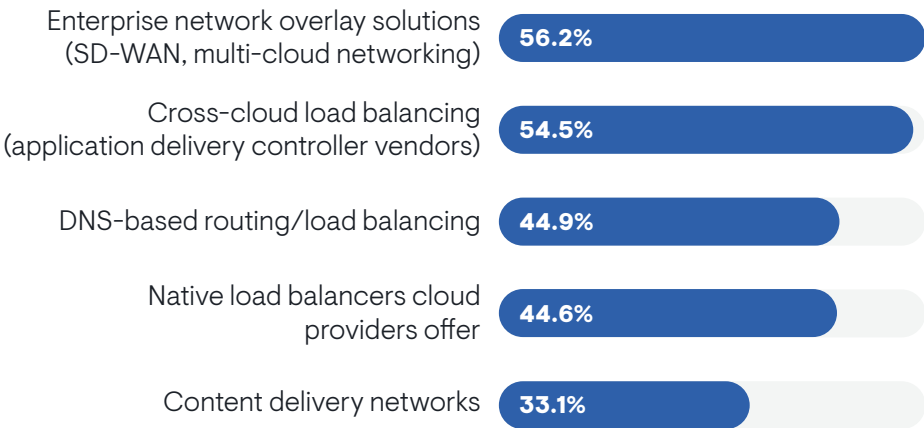 Enterprise network overlay solutions
(SD-WAN, multi-cloud networking)
56.2%
Cross-cloud load balancing
(application delivery controller vendors)
54.5%
DNS-based routing/load balancing
44.9%
Native load balancers cloud
providers offer
44.6%
Content delivery networks
33.1%